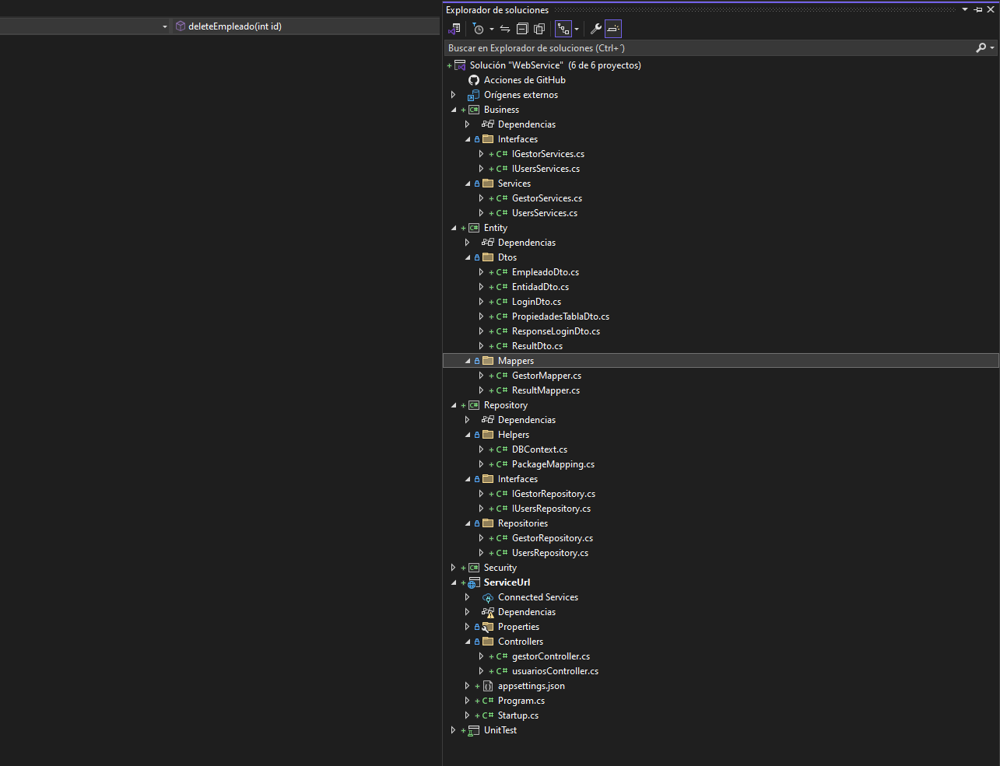 deleteEmpleado(int id)
Explorador de soluciones
Buscar en Explorador de soluciones (Ctrl+´)
Solución "WebService" (6 de 6 proyectos)
Acciones de GitHub
Orígenes externos
C# Business
Dependencias
Interfaces
C# IGestorServices.cs
C# IUsersServices.cs
Services
C# GestorServices.cs
C# UsersServices.cs
C# Entity
Dependencias
Dtos
C# EmpleadoDto.cs
C# EntidadDto.cs
C# LoginDto.cs
C# PropiedadesTablaDto.cs
C# ResponseLoginDto.cs
C# ResultDto.cs
Mappers
C# GestorMapper.cs
C# ResultMapper.cs
C# Repository
Dependencias
Helpers
C# DBContext.cs
C# PackageMapping.cs
Interfaces
C# IGestorRepository.cs
C# IUsersRepository.cs
Repositories
C# GestorRepository.cs
C# UsersRepository.cs
C# Security
ServiceUrl
Connected Services
Dependencias
Properties
Controllers
C# gestorController.cs
C# usuariosController.cs
appsettings.json
C# Program.cs
C# Startup.cs
UnitTest